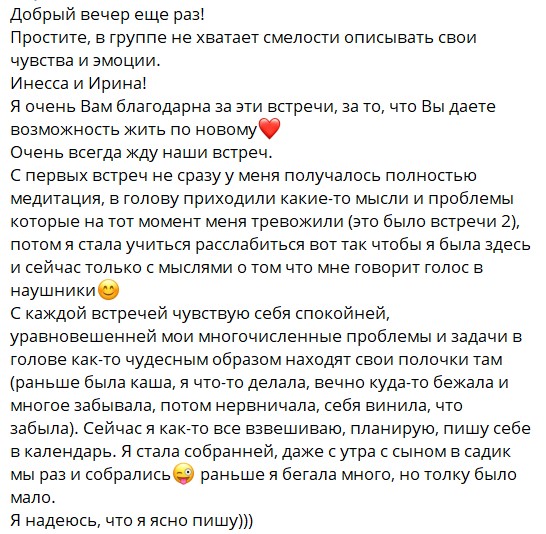 Добрый вечер еще раз!
Простите, в группе не хватает смелости описывать свои
чувства и эмоции.
Инесса и Ирина!
Я очень Вам благодарна за эти встречи, за то, что Вы даете
возможность жить по новому❤️
Очень всегда жду наши встреч.
С первых встреч не сразу у меня получалось полностью
медитация, в голову приходили какие-то мысли и проблемы
которые на тот момент меня тревожили (это было встречи 2),
потом я стала учиться расслабиться вот так чтобы я была здесь
и сейчас только с мыслями о том что мне говорит голос в
наушники😊
С каждой встречей чувствую себя спокойней,
уравновешенней мои многочисленные проблемы и задачи в
голове как-то чудесным образом находят свои полочки там
(раньше была каша, я что-то делала, вечно куда-то бежала и
многое забывала, потом нервничала, себя винила, что
забыла). Сейчас я как-то все взвешиваю, планирую, пишу себе
в календарь. Я стала собранней, даже с утра с сыном в садик
мы раз и собрались😜 раньше я бегала много, но толку было
мало.
Я надеюсь, что я ясно пишу)))